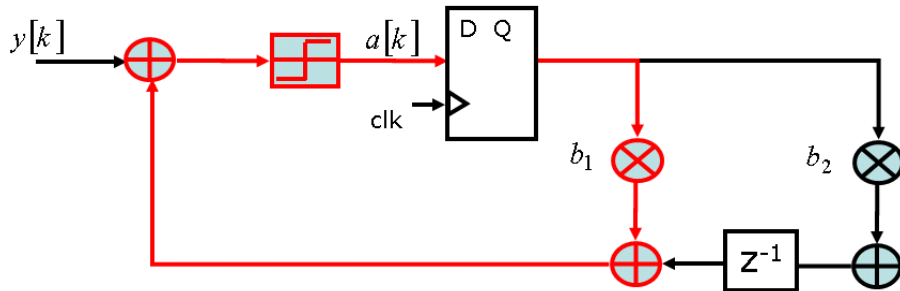 y[k]
a[k]
D Q
clk
b₁
b₂
Z⁻¹